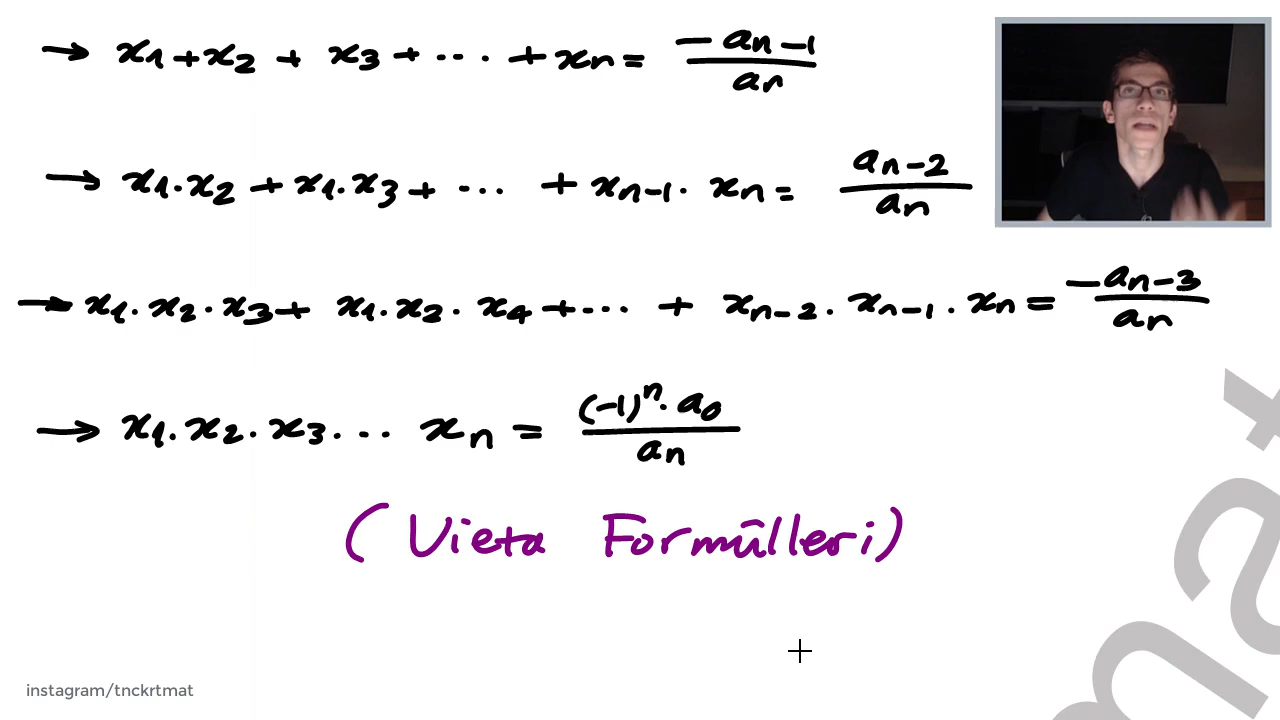 → x₁ + x₂ + x₃ + ... + xₙ = -aₙ₋₁/aₙ
→ x₁.x₂ + x₁.x₃ + ... + xₙ₋₁. xₙ = aₙ₋₂/aₙ
→ x₁.x₂.x₃ + x₁.x₂.x₄ + ... + xₙ₋₂.xₙ₋₁.xₙ = -aₙ₋₃/aₙ
→ x₁.x₂.x₃. ... xₙ = (-1)ⁿ.a₀/aₙ
(Vieta Formülleri)
instagram/tnckrtmat
mat